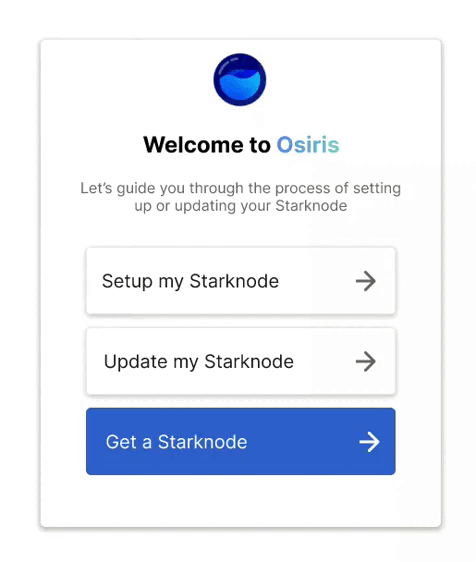 Welcome to Osiris
Let's guide you through the process of setting
up or updating your Starknode
Setup my Starknode
Update my Starknode
Get a Starknode